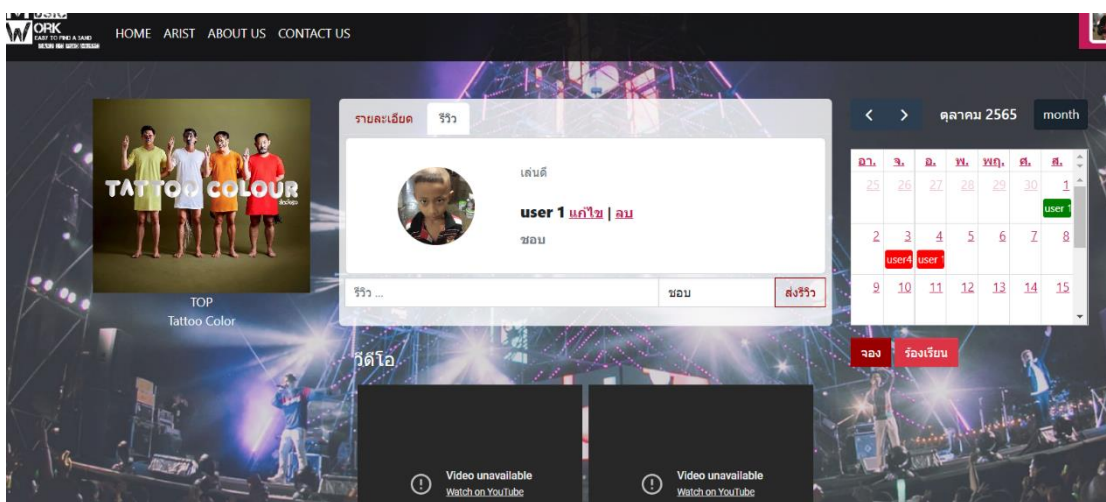 MUSIC
WORK
EASY TO FIND A BAND
HOME ARIST ABOUT US CONTACT US
TATTOO COLOUR
TOP
Tattoo Color
รายละเอียด รีวิว
เล่นดี
user 1 แก้ไข | ลบ
ชอบ
รีวิว ... ชอบ ส่งรีวิว
วีดีโอ
Video unavailable
Watch on YouTube
Video unavailable
Watch on YouTube
ตุลาคม 2565 month
อา. จ. อ. พ. พฤ. ศ. ส.
25 26 27 28 29 30 1
user 1
2 3 4 5 6 7 8
user4 user 1
9 10 11 12 13 14 15
จอง ร้องเรียน